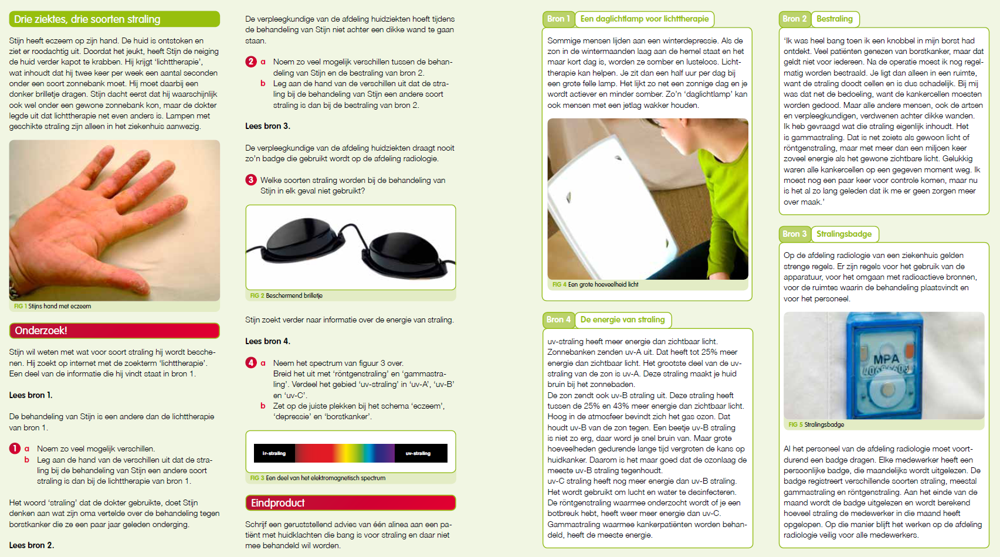 Drie ziektes, drie soorten straling
Stijn heeft eczeem op zijn hand. De huid is ontstoken en
ziet er roodachtig uit. Doordat het jeukt, heeft Stijn de neiging
de huid verder kapot te krabben. Hij krijgt ‘lichttherapie’,
wat inhoudt dat hij twee keer per week een aantal seconden
onder een soort zonnebank moet. Hij moet daarbij een
donker brilletje dragen. Stijn dacht eerst dat hij waarschijnlijk
ook wel onder een gewone zonnebank kon, maar de dokter
legde uit dat lichttherapie net even anders is. Lampen met
geschikte straling zijn alleen in het ziekenhuis aanwezig.
FIG 1 Stijns hand met eczeem
Onderzoek!
Stijn wil weten met wat voor soort straling hij wordt besche-
nen. Hij zoekt op internet met de zoekterm ‘lichttherapie’.
Een deel van de informatie die hij vindt staat in bron 1.
Lees bron 1.
De behandeling van Stijn is een andere dan de lichttherapie
van bron 1.
1 a Noem zo veel mogelijk verschillen.
b Leg aan de hand van de verschillen uit dat de stra-
ling bij de behandeling van Stijn een andere soort
straling is dan bij de lichttherapie van bron 1.
Het woord ‘straling’ dat de dokter gebruikte, doet Stijn
denken aan wat zijn oma vertelde over de behandeling tegen
borstkanker die ze een paar jaar geleden onderging.
Lees bron 2.
De verpleegkundige van de afdeling huidziekten hoeft tijdens
de behandeling van Stijn niet achter een dikke wand te gaan
staan.
2 a Noem zo veel mogelijk verschillen tussen de behan-
deling van Stijn en de bestraling van bron 2.
b Leg aan de hand van de verschillen uit dat de stra-
ling bij de behandeling van Stijn een andere soort
straling is dan bij de bestraling van bron 2.
Lees bron 3.
De verpleegkundige van de afdeling huidziekten draagt nooit
zo’n badge die gebruikt wordt op de afdeling radiologie.
3 Welke soorten straling worden bij de behandeling van
Stijn in elk geval niet gebruikt?
FIG 2 Beschermend brilletje
Stijn zoekt verder naar informatie over de energie van straling.
Lees bron 4.
4 a Neem het spectrum van figuur 3 over.
Breid het uit met ‘röntgenstraling’ en ‘gammastra-
ling’. Verdeel het gebied ‘uv-straling’ in ‘uv-A’, ‘uv-B’
en ‘uv-C’.
b Zet op de juiste plekken bij het schema ‘eczeem’,
‘depressie’ en ‘borstkanker’.
ir-straling
uv-straling
FIG 3 Een deel van het elektromagnetisch spectrum
Eindproduct
Schrijf een geruststellend advies van één alinea aan een pa-
tiënt met huidklachten die bang is voor straling en daar niet
mee behandeld wil worden.
Bron 1 Een daglichtlamp voor lichttherapie
Sommige mensen lijden aan een winterdepressie. Als de
zon in de wintermaanden laag aan de hemel staat en het
maar kort dag is, worden ze somber en lusteloos. Licht-
therapie kan helpen. Je zit dan een half uur per dag bij
een grote felle lamp. Het lijkt zo net een zonnige dag en je
wordt actiever en minder somber. Zo’n ‘daglichtlamp’ kan
ook mensen met een jetlag wakker houden.
FIG 4 Een grote hoeveelheid licht
Bron 4 De energie van straling
uv-straling heeft meer energie dan zichtbaar licht.
Zonnebanken zenden uv-A uit. Dat heeft tot 25% meer
energie dan zichtbaar licht. Het grootste deel van de uv-
straling van de zon is uv-A. Deze straling maakt je huid
bruin bij het zonnebaden.
De zon zendt ook uv-B straling uit. Deze straling heeft
tussen de 25% en 43% meer energie dan zichtbaar licht.
Hoog in de atmosfeer bevindt zich het gas ozon. Dat
houdt uv-B van de zon tegen. Een beetje uv-B straling
is niet zo erg, daar word je snel bruin van. Maar grote
hoeveelheden gedurende lange tijd vergroten de kans op
huidkanker. Daarom is het maar goed dat de ozonlaag de
meeste uv-B straling tegenhoudt.
uv-C straling heeft nog meer energie dan uv-B straling.
Het wordt gebruikt om lucht en water te desinfecteren.
De röntgenstraling waarmee onderzocht wordt of je een
botbreuk hebt, heeft weer meer energie dan uv-C.
Gammastraling waarmee kankerpatiënten worden behan-
deld, heeft de meeste energie.
Bron 2 Bestraling
‘Ik was heel bang toen ik een knobbel in mijn borst had
ontdekt. Veel patiënten genezen van borstkanker, maar dat
geldt niet voor iedereen. Na de operatie moest ik nog regel-
matig worden bestraald. Je ligt dan alleen in een ruimte,
want de straling doodt cellen en is dus schadelijk. Bij mij
was dat net de bedoeling, want de kankercellen moesten
worden gedood. Maar alle andere mensen, ook de artsen
en verpleegkundigen, verdwenen achter dikke wanden.
Ik heb gevraagd wat die straling eigenlijk inhoudt. Het
is gammastraling. Dat is net zoiets als gewoon licht of
röntgenstraling, maar met meer dan een miljoen keer
zoveel energie als het gewone zichtbare licht. Gelukkig
waren alle kankercellen op een gegeven moment weg. Ik
moest nog een paar keer voor controle komen, maar nu
is het al zo lang geleden dat ik me er geen zorgen meer
over maak.’
Bron 3 Stralingsbadge
Op de afdeling radiologie van een ziekenhuis gelden
strenge regels. Er zijn regels voor het gebruik van de
apparatuur, voor het omgaan met radioactieve bronnen,
voor de ruimtes waarin de behandeling plaatsvindt en
voor het personeel.
MPA
FIG 5 Stralingsbadge
Al het personeel van de afdeling radiologie moet voort-
durend een badge dragen. Elke medewerker heeft een
persoonlijke badge, die maandelijks wordt uitgelezen. De
badge registreert verschillende soorten straling, meestal
gammastraling en röntgenstraling. Aan het einde van de
maand wordt de badge uitgelezen en wordt berekend
hoeveel straling de medewerker in die maand heeft
opgelopen. Op die manier blijft het werken op de afdeling
radiologie veilig voor alle medewerkers.